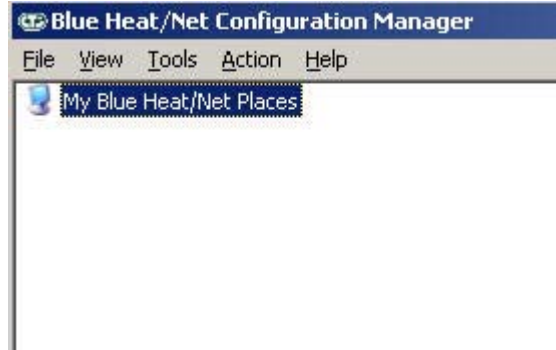 Blue Heat/Net Configuration Manager
File View Tools Action Help
My Blue Heat/Net Places